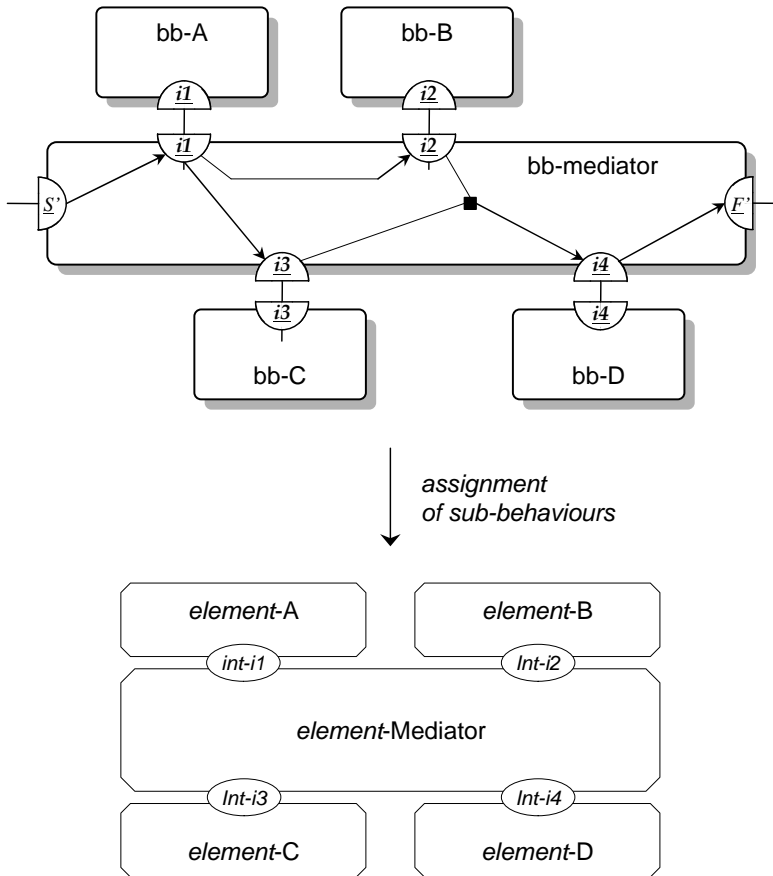 bb-A
bb-B
i1
i2
i1
i2
bb-mediator
S'
F'
i3
i4
i3
i4
bb-C
bb-D
assignment
of sub-behaviours
element-A
element-B
int-i1
Int-i2
element-Mediator
Int-i3
Int-i4
element-C
element-D